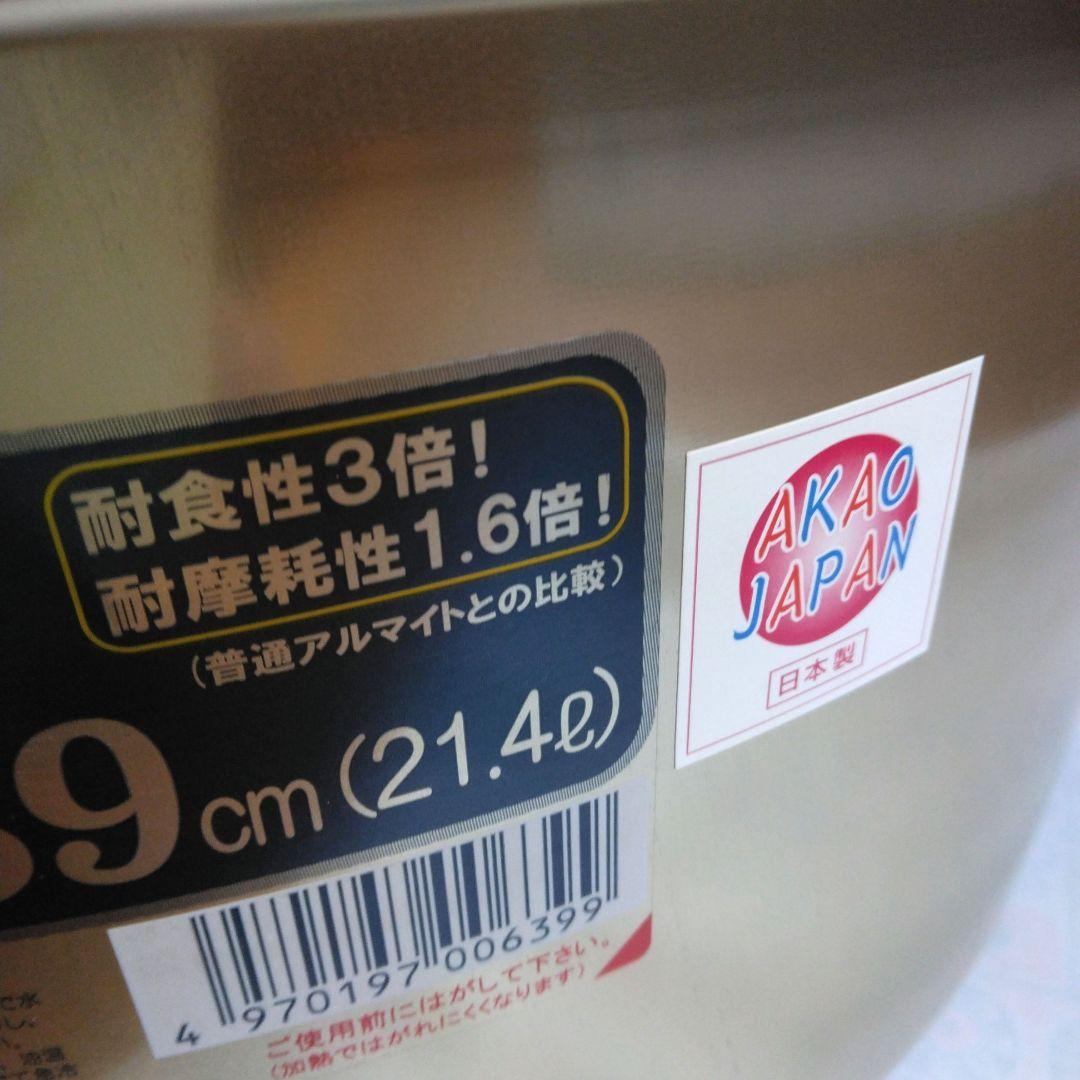 耐食性3倍!
耐摩耗性1.6倍!
(普通アルマイトとの比較)
9cm(21.4ℓ)
AKAO
JAPAN
日本製
4 970197 006399
ご使用前にはがして下さい。
(加熱ではがれにくくなります)